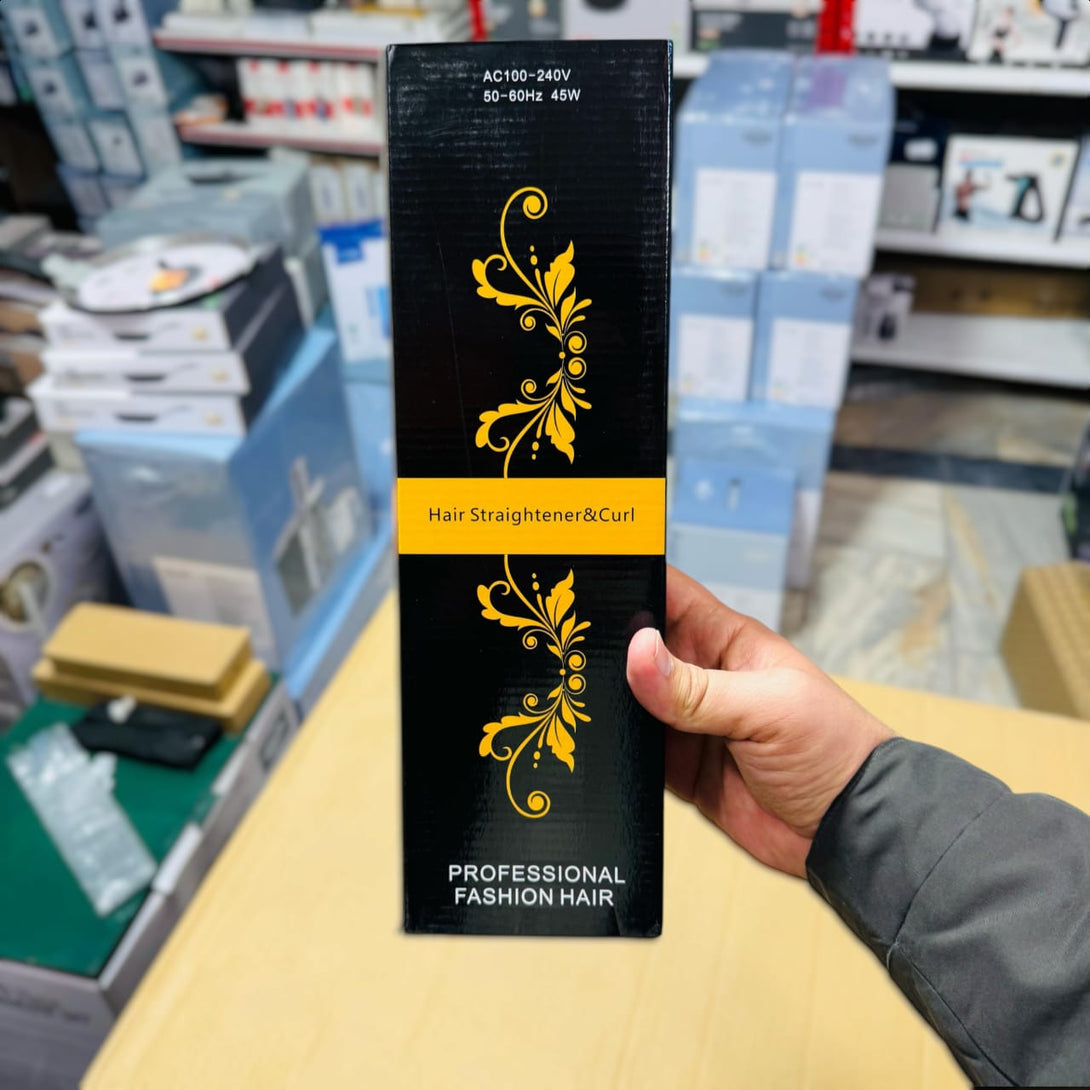 AC100-240V
50-60Hz 45W
Hair Straightener&Curl
PROFESSIONAL
FASHION HAIR